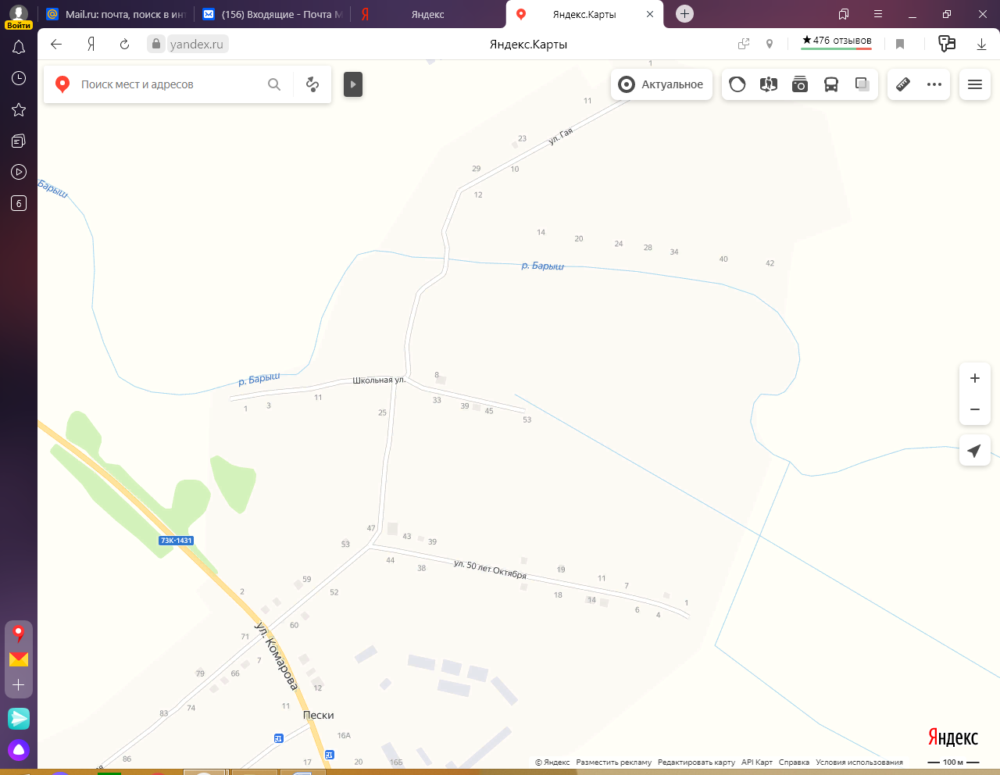 Войти
Mail.ru: почта, поиск в инт
(156) Входящие - Почта M
Яндекс
Яндекс.Карты
yandex.ru
Яндекс.Карты
★476 отзывов
Поиск мест и адресов
Актуальное
6
1
11
ул. Гая
23
29
10
12
Барыш
14
20
24
28
34
40
42
р. Барыш
р. Барыш
Школьная ул.
8
1
3
11
25
33
39
45
53
47
43
39
53
44
38
ул. 50 лет Октября
19
11
7
1
18
14
6
4
73К-1431
59
52
2
60
71
7
ул. Комарова
79
66
12
74
83
11
Пески
16А
86
17
20
16Б
Яндекс
© Яндекс Разместить рекламу Редактировать карту API Карт Справка Условия использования
100 м